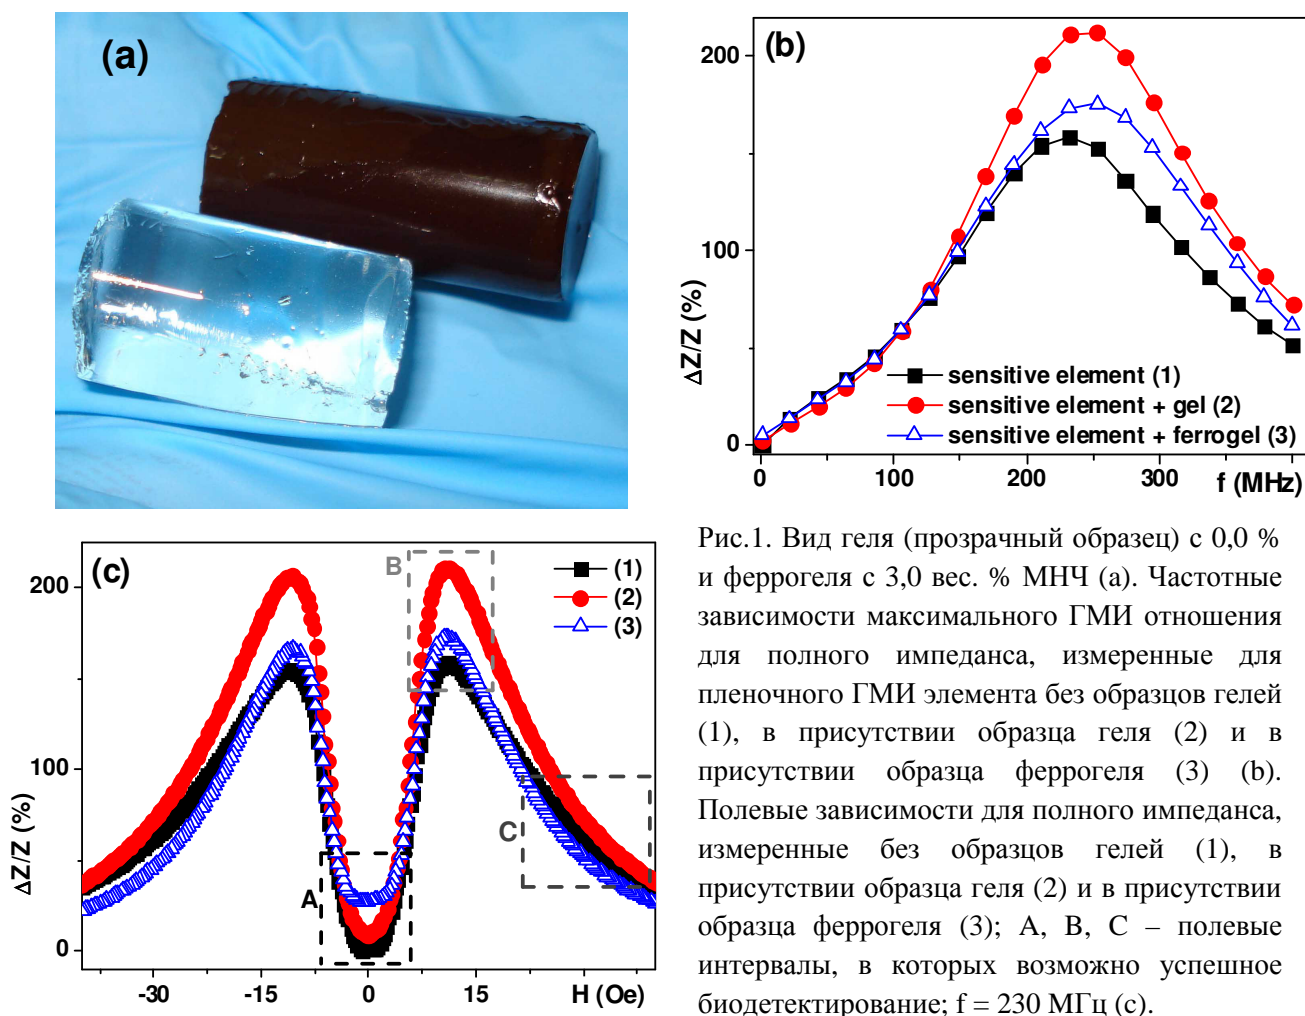 (a)
(b)
200
100
0
ΔZ/Z (%)
sensitive element (1)
sensitive element + gel (2)
sensitive element + ferrogel (3)
0
100
200
300
f (MHz)
(c)
B
(1)
(2)
(3)
200
100
0
ΔZ/Z (%)
C
A
-30
-15
0
15
H (Oe)
Рис.1. Вид геля (прозрачный образец) с 0,0 %
и феррогеля с 3,0 вес. % МНЧ (a). Частотные
зависимости максимального ГМИ отношения
для полного импеданса, измеренные для
пленочного ГМИ элемента без образцов гелей
(1), в присутствии образца геля (2) и в
присутствии образца феррогеля (3) (b).
Полевые зависимости для полного импеданса,
измеренные без образцов гелей (1), в
присутствии образца геля (2) и в присутствии
образца феррогеля (3); A, B, C – полевые
интервалы, в которых возможно успешное
биодетектирование; f = 230 МГц (c).